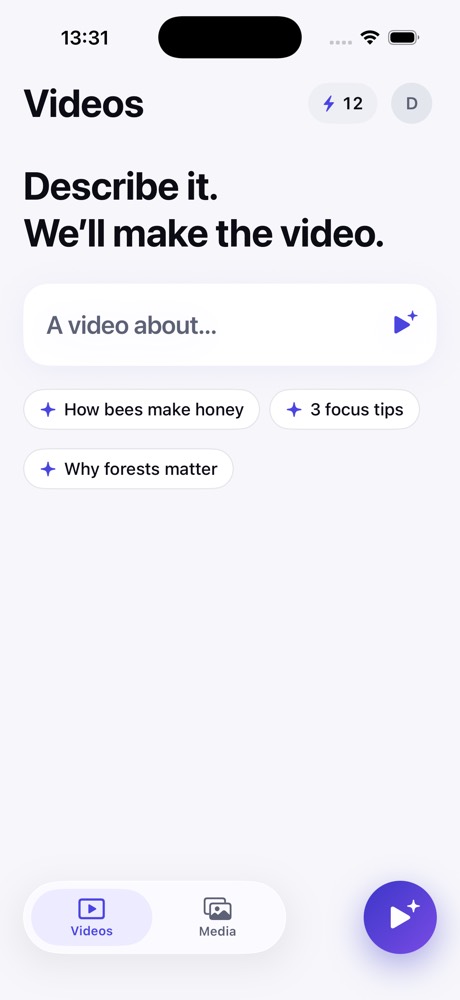 13:31
Videos
12
D
Describe it.
We’ll make the video.
A video about...
How bees make honey
3 focus tips
Why forests matter
Videos
Media